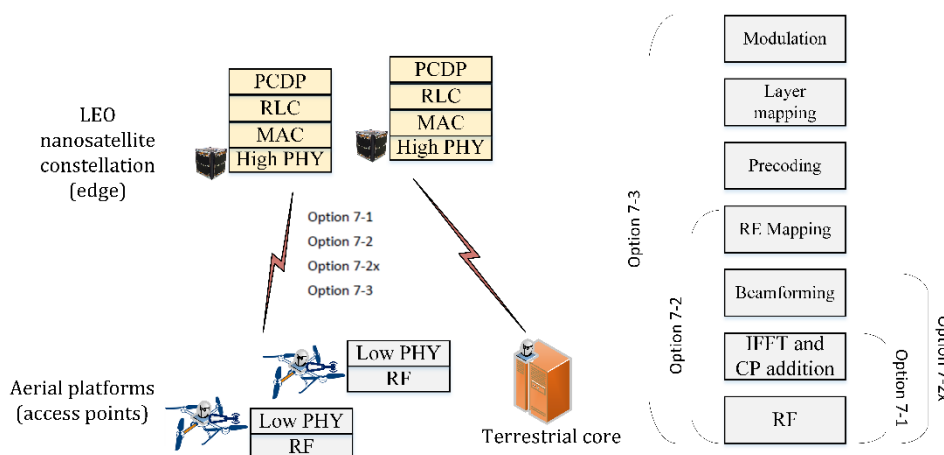 PCDP
RLC
MAC
High PHY
PCDP
RLC
MAC
High PHY
LEO
nanosatellite
constellation
(edge)
Option 7-1
Option 7-2
Option 7-2x
Option 7-3
Aerial platforms
(access points)
Low PHY
RF
Low PHY
RF
Terrestrial core
Modulation
Layer
mapping
Precoding
RE Mapping
Beamforming
IFFT and
CP addition
RF
Option 7-3
Option 7-2
Option 7-1
Option 7-2x